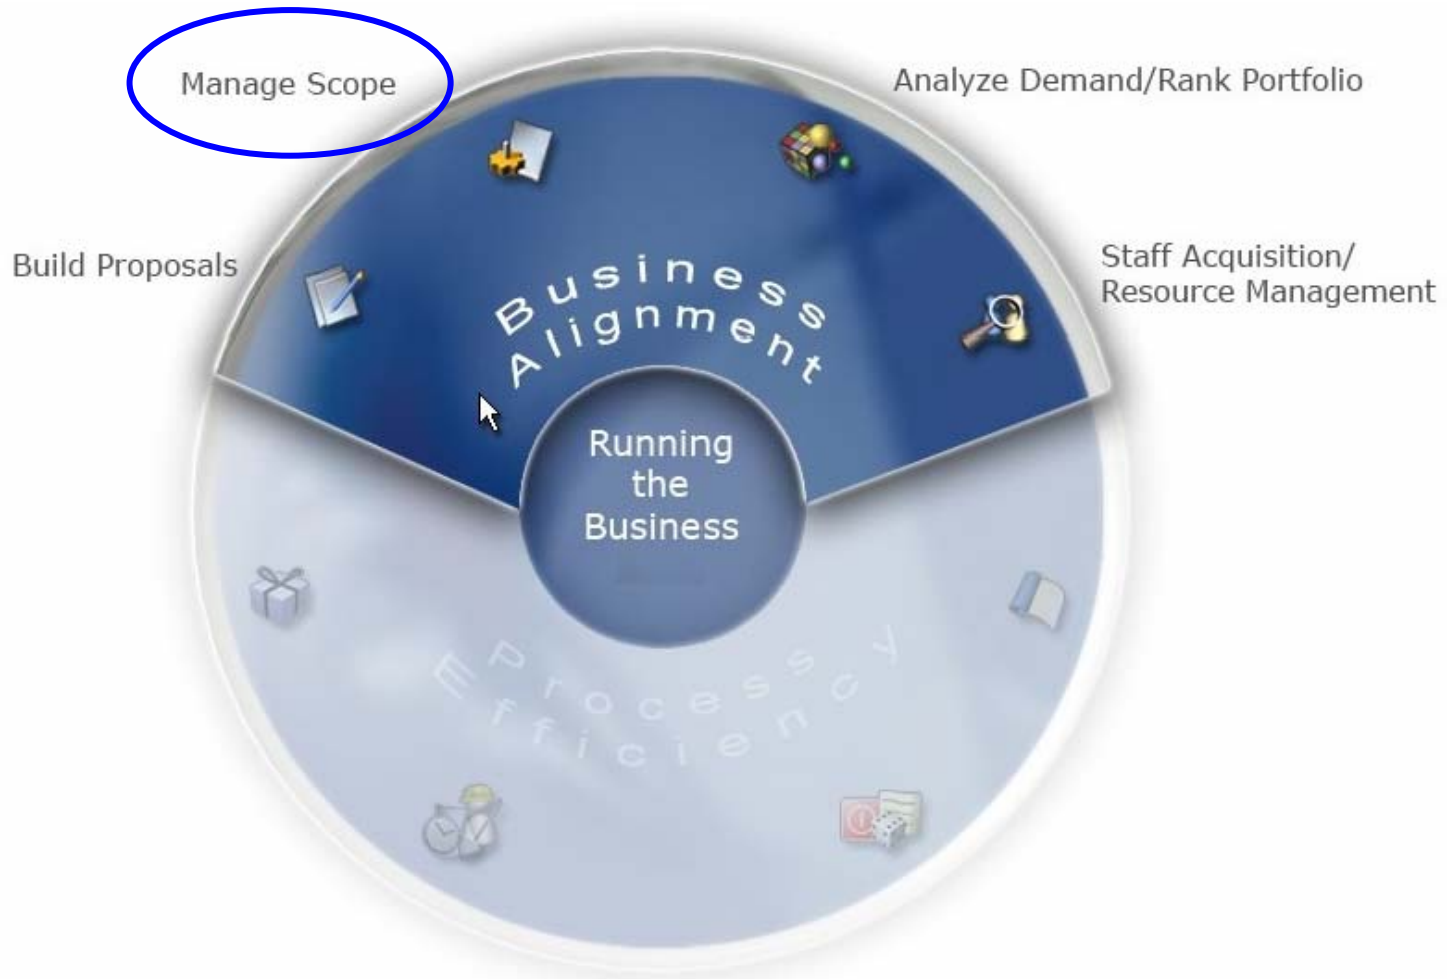 Manage Scope
Analyze Demand/Rank Portfolio
Build Proposals
Staff Acquisition/
Resource Management
Business
Alignment
Running
the
Business
Process
Efficiency